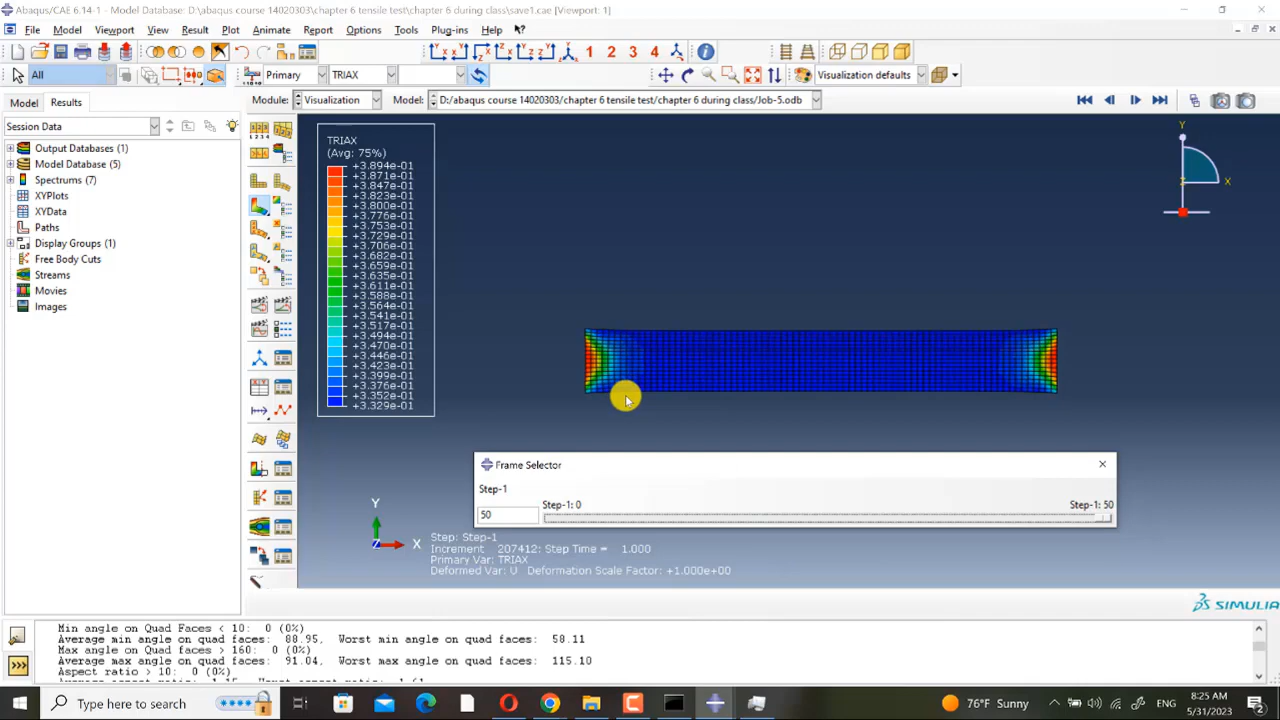 Abaqus/CAE 6.14-1 - Model Database: D:\abaqus course 14020303\chapter 6 tensile test\chapter 6 during class\save1.cae [Viewport: 1]
File Model Viewport View Result Plot Animate Report Options Tools Plug-ins Help
1 2 3 4
All Primary TRIAX Visualization defaults
Model Results Module: Visualization Model: D:/abaqus course 14020303/chapter 6 tensile test/chapter 6 during class/Job-5.odb
Session Data
Output Databases (1)
Model Database (5)
Spectrums (7)
XYPlots
XYData
Paths
Display Groups (1)
Free Body Cuts
Streams
Movies
Images
TRIAX
(Avg: 75%)
+3.894e-01
+3.871e-01
+3.847e-01
+3.823e-01
+3.800e-01
+3.776e-01
+3.753e-01
+3.729e-01
+3.706e-01
+3.682e-01
+3.659e-01
+3.635e-01
+3.611e-01
+3.588e-01
+3.564e-01
+3.541e-01
+3.517e-01
+3.494e-01
+3.470e-01
+3.446e-01
+3.423e-01
+3.399e-01
+3.376e-01
+3.352e-01
+3.329e-01
Y
X
Z
Frame Selector
Step-1
50
Step-1: 0
Step-1: 50
Y
X
Z
Step: Step-1
Increment 207412: Step Time = 1.000
Primary Var: TRIAX
Deformed Var: U Deformation Scale Factor: +1.000e+00
SIMULIA
Min angle on Quad Faces < 10: 0 (0%)
Average min angle on quad faces: 88.95, Worst min angle on quad faces: 58.11
Max angle on Quad Faces > 160: 0 (0%)
Average max angle on quad faces: 91.04, Worst max angle on quad faces: 115.10
Aspect ratio > 10: 0 (0%)
Type here to search
76°F Sunny
ENG
8:25 AM
5/31/2023
2